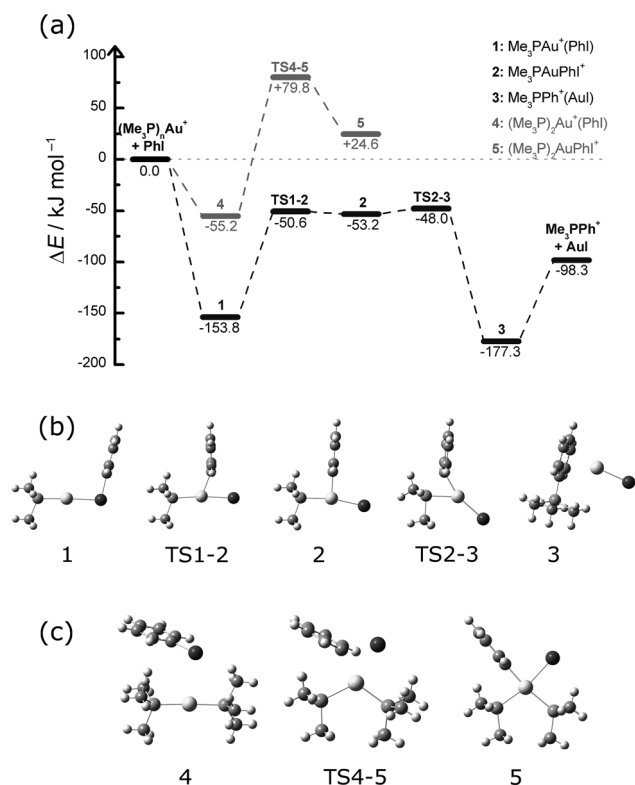 (a)
ΔE / kJ mol⁻¹
100
50
0
-50
-100
-150
-200
(Me₃P)ₙAu⁺
+ PhI
0.0
4
-55.2
1
-153.8
TS4-5
+79.8
5
+24.6
TS1-2
-50.6
2
-53.2
TS2-3
-48.0
3
-177.3
Me₃PPh⁺
+ AuI
-98.3
1: Me₃PAu⁺(PhI)
2: Me₃PAuPhI⁺
3: Me₃PPh⁺(AuI)
4: (Me₃P)₂Au⁺(PhI)
5: (Me₃P)₂AuPhI⁺
(b)
1 TS1-2 2 TS2-3 3
(c)
4 TS4-5 5